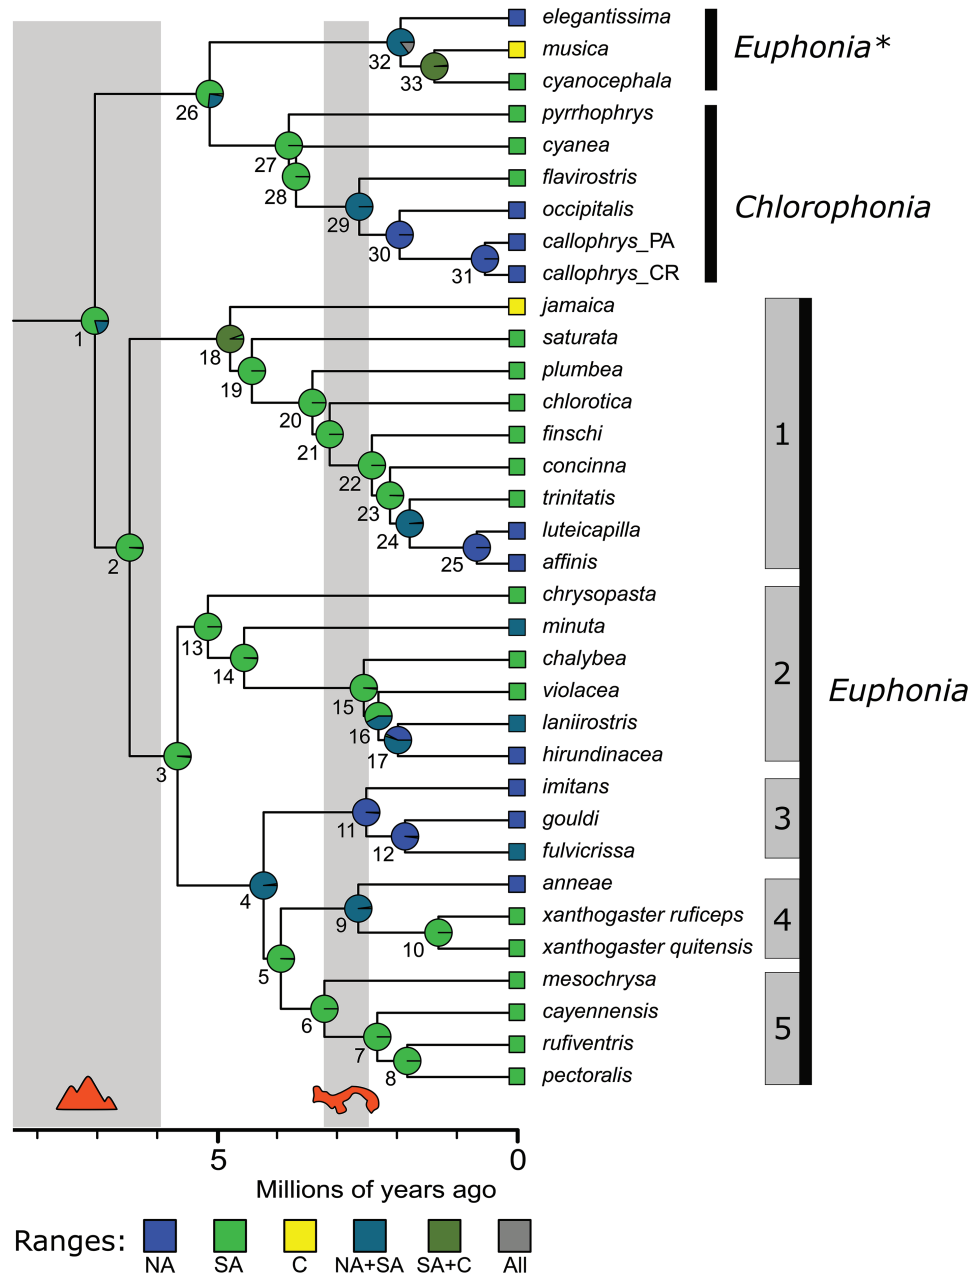 elegantissima
musica
cyanocephala
Euphonia*
32
33
26
pyrrhophrys
cyanea
flavirostris
occipitalis
callophrys_PA
callophrys_CR
Chlorophonia
27
28
29
30
31
1
jamaica
saturata
plumbea
chlorotica
finschi
concinna
trinitatis
luteicapilla
affinis
1
18
19
20
21
22
23
24
25
2
chrysopasta
minuta
chalybea
violacea
laniirostris
hirundinacea
2
Euphonia
13
14
15
16
17
3
imitans
gouldi
fulvicrissa
3
11
12
4
anneae
xanthogaster ruficeps
xanthogaster quitensis
4
9
10
5
mesochrysa
cayennensis
rufiventris
pectoralis
5
6
7
8
5 0
Millions of years ago
Ranges:
NA SA C NA+SA SA+C All